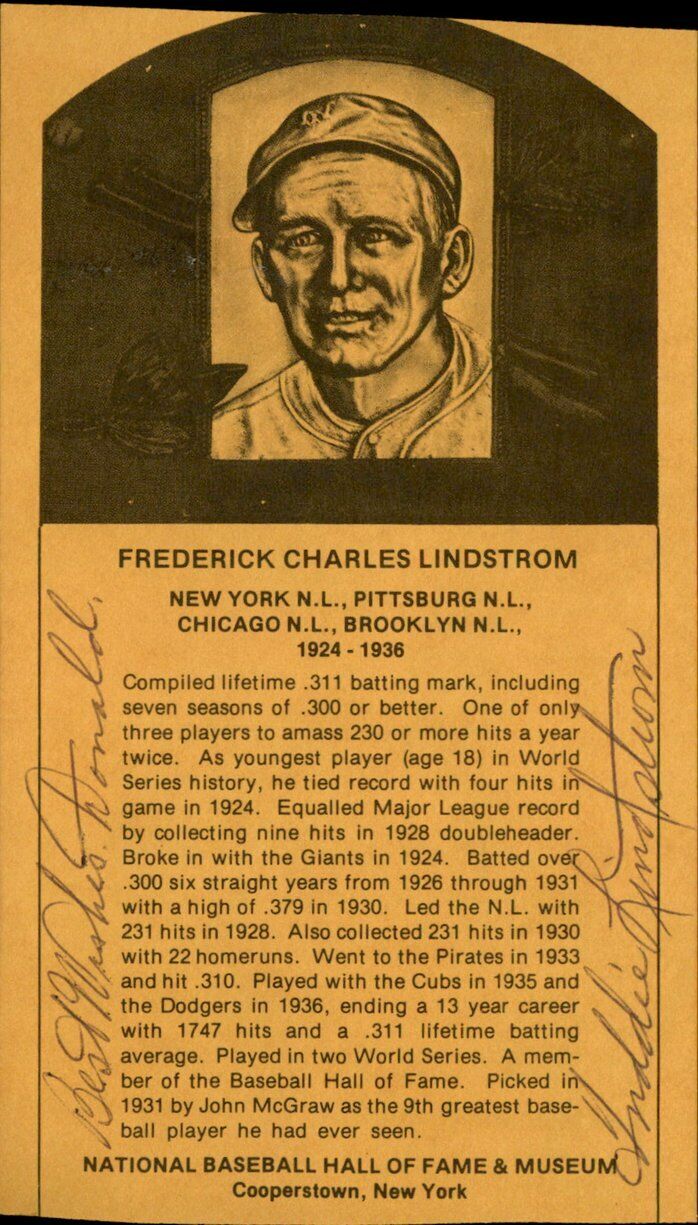 NY
FREDERICK CHARLES LINDSTROM
NEW YORK N.L., PITTSBURG N.L.,
CHICAGO N.L., BROOKLYN N.L.,
1924 - 1936
Compiled lifetime .311 batting mark, including
seven seasons of .300 or better. One of only
three players to amass 230 or more hits a year
twice. As youngest player (age 18) in World
Series history, he tied record with four hits in
game in 1924. Equalled Major League record
by collecting nine hits in 1928 doubleheader.
Broke in with the Giants in 1924. Batted over
.300 six straight years from 1926 through 1931
with a high of .379 in 1930. Led the N.L. with
231 hits in 1928. Also collected 231 hits in 1930
with 22 homeruns. Went to the Pirates in 1933
and hit .310. Played with the Cubs in 1935 and
the Dodgers in 1936, ending a 13 year career
with 1747 hits and a .311 lifetime batting
average. Played in two World Series. A mem-
ber of the Baseball Hall of Fame. Picked in
1931 by John McGraw as the 9th greatest base-
ball player he had ever seen.
NATIONAL BASEBALL HALL OF FAME & MUSEUM
Cooperstown, New York
Best Wishes Donald.
Freddie Lindstrom